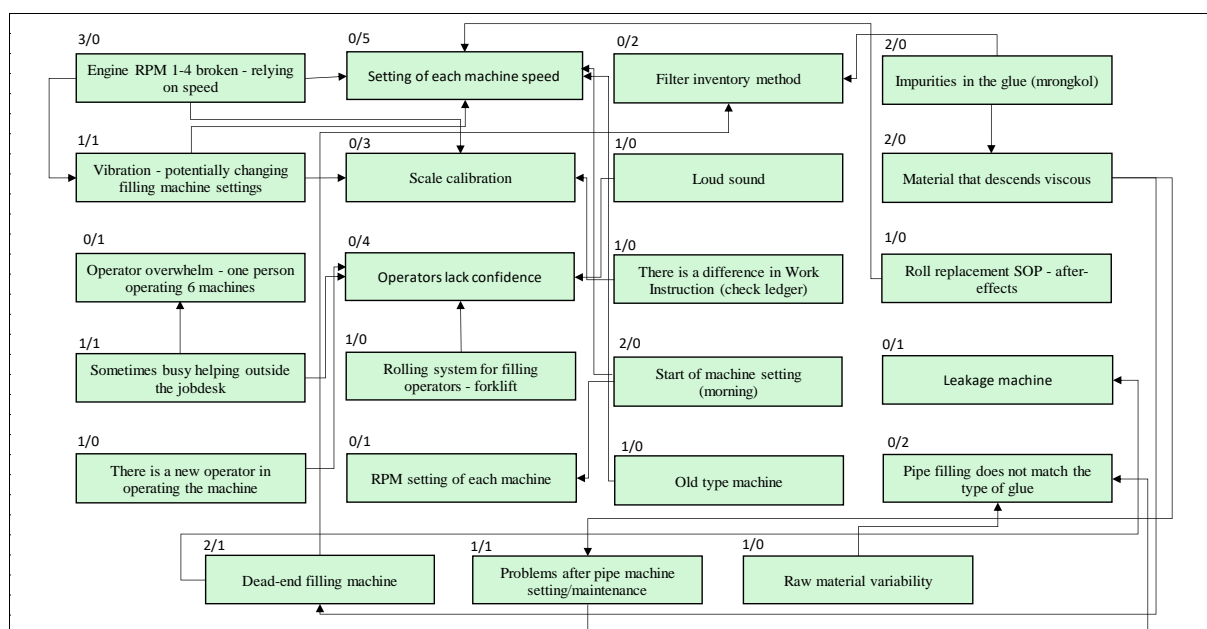 3/0
Engine RPM 1-4 broken - relying
on speed
0/5
Setting of each machine speed
0/2
Filter inventory method
2/0
Impurities in the glue (mrongkol)
1/1
Vibration - potentially changing
filling machine settings
0/3
Scale calibration
1/0
Loud sound
2/0
Material that descends viscous
0/1
Operator overwhelm - one person
operating 6 machines
0/4
Operators lack confidence
1/0
There is a difference in Work
Instruction (check ledger)
1/0
Roll replacement SOP - after-
effects
1/1
Sometimes busy helping outside
the jobdesk
1/0
Rolling system for filling
operators - forklift
2/0
Start of machine setting
(morning)
0/1
Leakage machine
1/0
There is a new operator in
operating the machine
0/1
RPM setting of each machine
1/0
Old type machine
0/2
Pipe filling does not match the
type of glue
2/1
Dead-end filling machine
1/1
Problems after pipe machine
setting/maintenance
1/0
Raw material variability